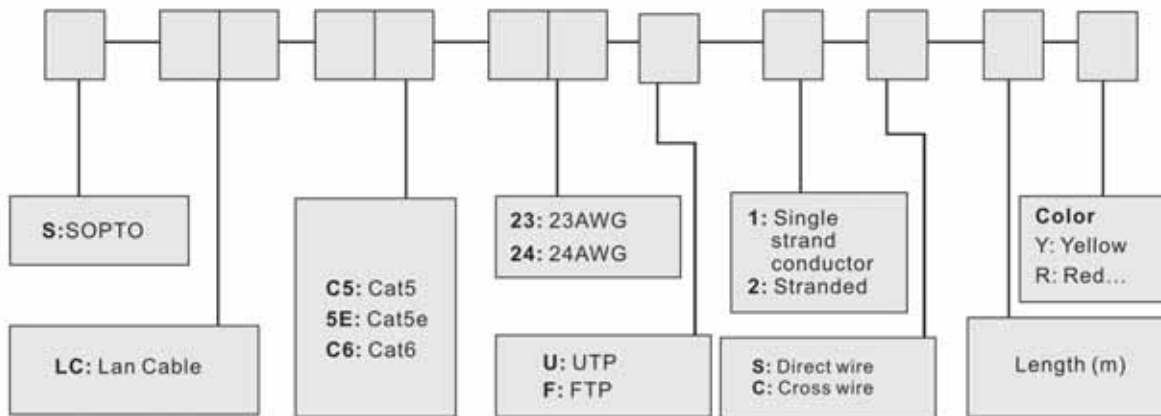 S:SOPTO
LC: Lan Cable
C5: Cat5
5E: Cat5e
C6: Cat6
23: 23AWG
24: 24AWG
U: UTP
F: FTP
1: Single
strand
conductor
2: Stranded
S: Direct wire
C: Cross wire
Length (m)
Color
Y: Yellow
R: Red...